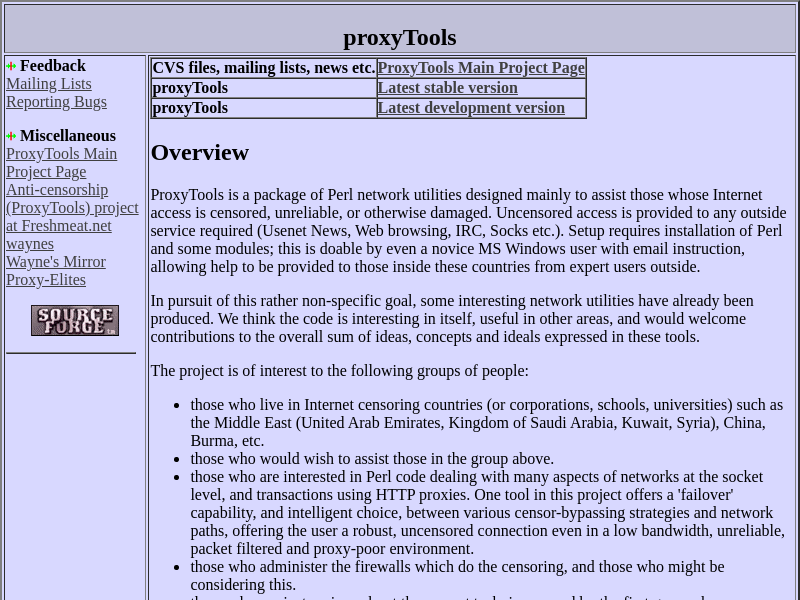 proxyTools
Feedback
Mailing Lists
Reporting Bugs
Miscellaneous
ProxyTools Main
Project Page
Anti-censorship
(ProxyTools) project
at Freshmeat.net
waynes
Wayne's Mirror
Proxy-Elites
SOURCE
FORGE
CVS files, mailing lists, news etc. ProxyTools Main Project Page
proxyTools Latest stable version
proxyTools Latest development version
Overview
ProxyTools is a package of Perl network utilities designed mainly to assist those whose Internet
access is censored, unreliable, or otherwise damaged. Uncensored access is provided to any outside
service required (Usenet News, Web browsing, IRC, Socks etc.). Setup requires installation of Perl
and some modules; this is doable by even a novice MS Windows user with email instruction,
allowing help to be provided to those inside these countries from expert users outside.
In pursuit of this rather non-specific goal, some interesting network utilities have already been
produced. We think the code is interesting in itself, useful in other areas, and would welcome
contributions to the overall sum of ideas, concepts and ideals expressed in these tools.
The project is of interest to the following groups of people:
those who live in Internet censoring countries (or corporations, schools, universities) such as
the Middle East (United Arab Emirates, Kingdom of Saudi Arabia, Kuwait, Syria), China,
Burma, etc.
those who would wish to assist those in the group above.
those who are interested in Perl code dealing with many aspects of networks at the socket
level, and transactions using HTTP proxies. One tool in this project offers a 'failover'
capability, and intelligent choice, between various censor-bypassing strategies and network
paths, offering the user a robust, uncensored connection even in a low bandwidth, unreliable,
packet filtered and proxy-poor environment.
those who administer the firewalls which do the censoring, and those who might be
considering this.